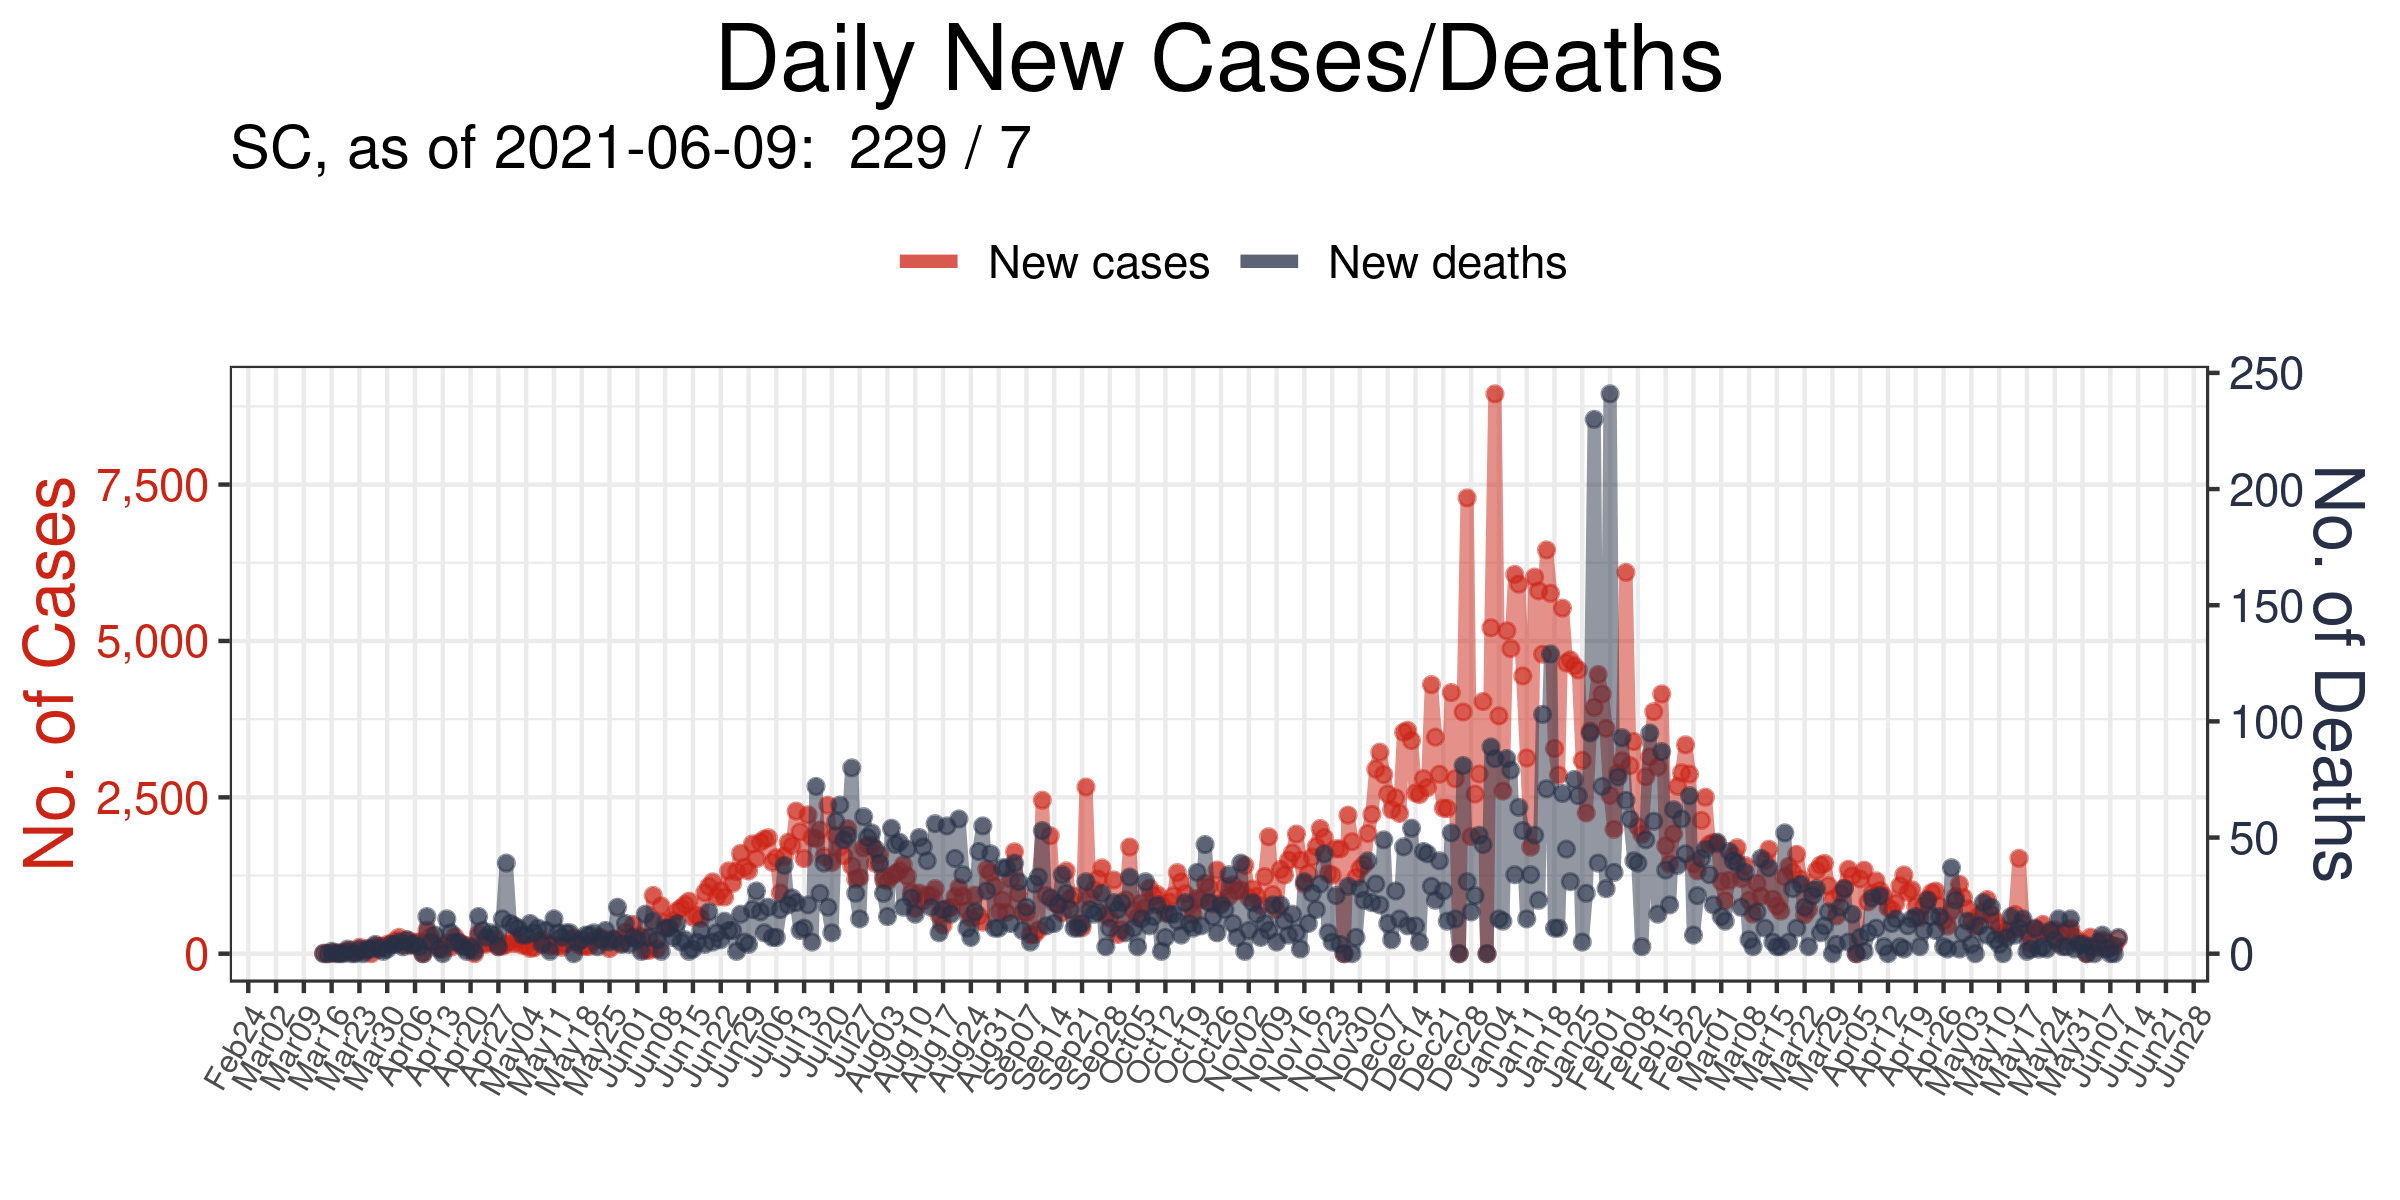 Daily New Cases/Deaths
SC, as of 2021-06-09:  229 / 7
New cases New deaths
No. of Cases
7,500
5,000
2,500
0
250
200
150
100
50
0
No. of Deaths
Feb24 Mar02 Mar09 Mar16 Mar23 Mar30 Apr06 Apr13 Apr20 Apr27 May04 May11 May18 May25 Jun01 Jun08 Jun15 Jun22 Jun29 Jul06 Jul13 Jul20 Jul27 Aug03 Aug10 Aug17 Aug24 Aug31 Sep07 Sep14 Sep21 Sep28 Oct05 Oct12 Oct19 Oct26 Nov02 Nov09 Nov16 Nov23 Nov30 Dec07 Dec14 Dec21 Dec28 Jan04 Jan11 Jan18 Jan25 Feb01 Feb08 Feb15 Feb22 Mar01 Mar08 Mar15 Mar22 Mar29 Apr05 Apr12 Apr19 Apr26 May03 May10 May17 May24 May31 Jun07 Jun14 Jun21 Jun28